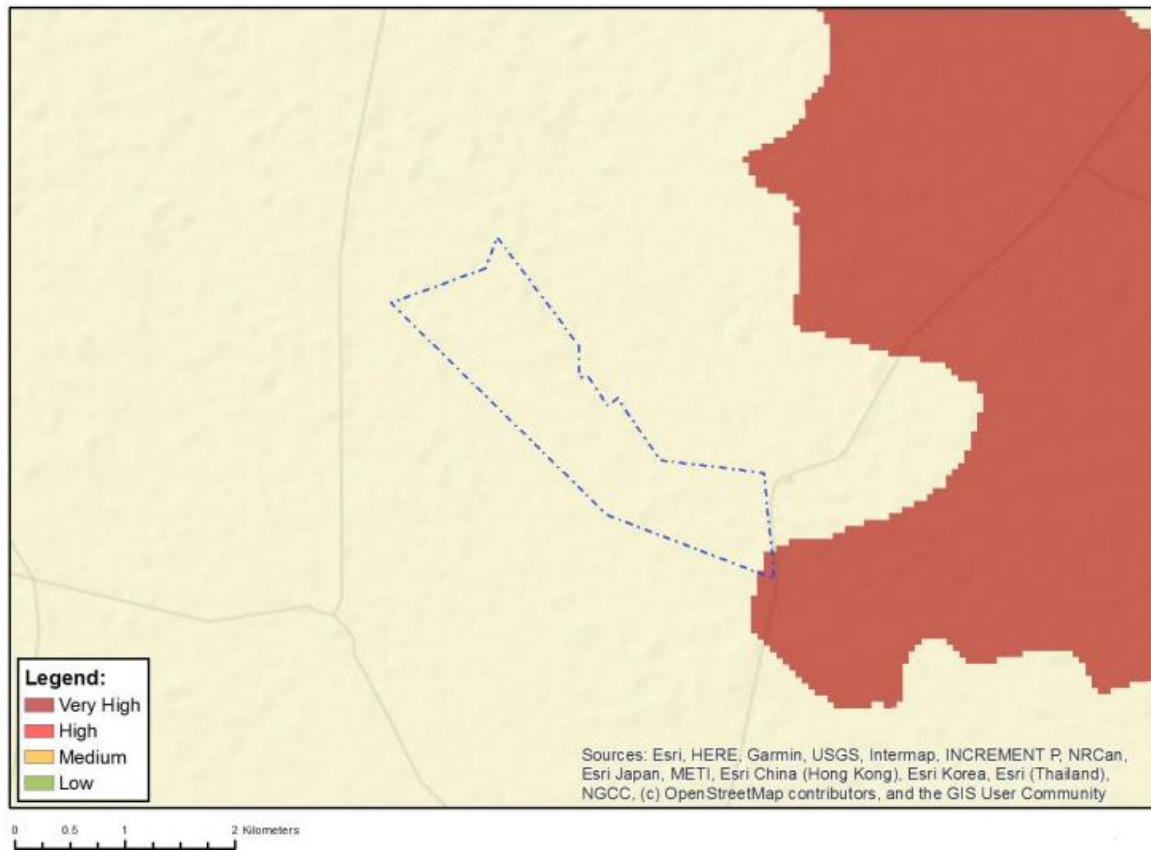 Legend:
Very High
High
Medium
Low
Sources: Esri, HERE, Garmin, USGS, Intermap, INCREMENT P, NRCan,
Esri Japan, METI, Esri China (Hong Kong), Esri Korea, Esri (Thailand),
NGCC, (c) OpenStreetMap contributors, and the GIS User Community
0 0.5 1 2 Kilometers